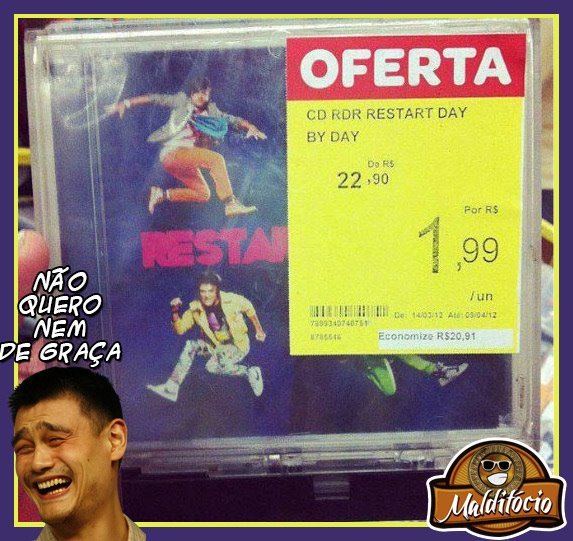 OFERTA
CD RDR RESTART DAY
BY DAY
De R$
22,90
Por R$
1,99
/un
De: 14/03/12 Até: 09/04/12
Economize R$20,91
RESTAR
NÃO
QUERO
NEM
DE GRAÇA
Malditócio